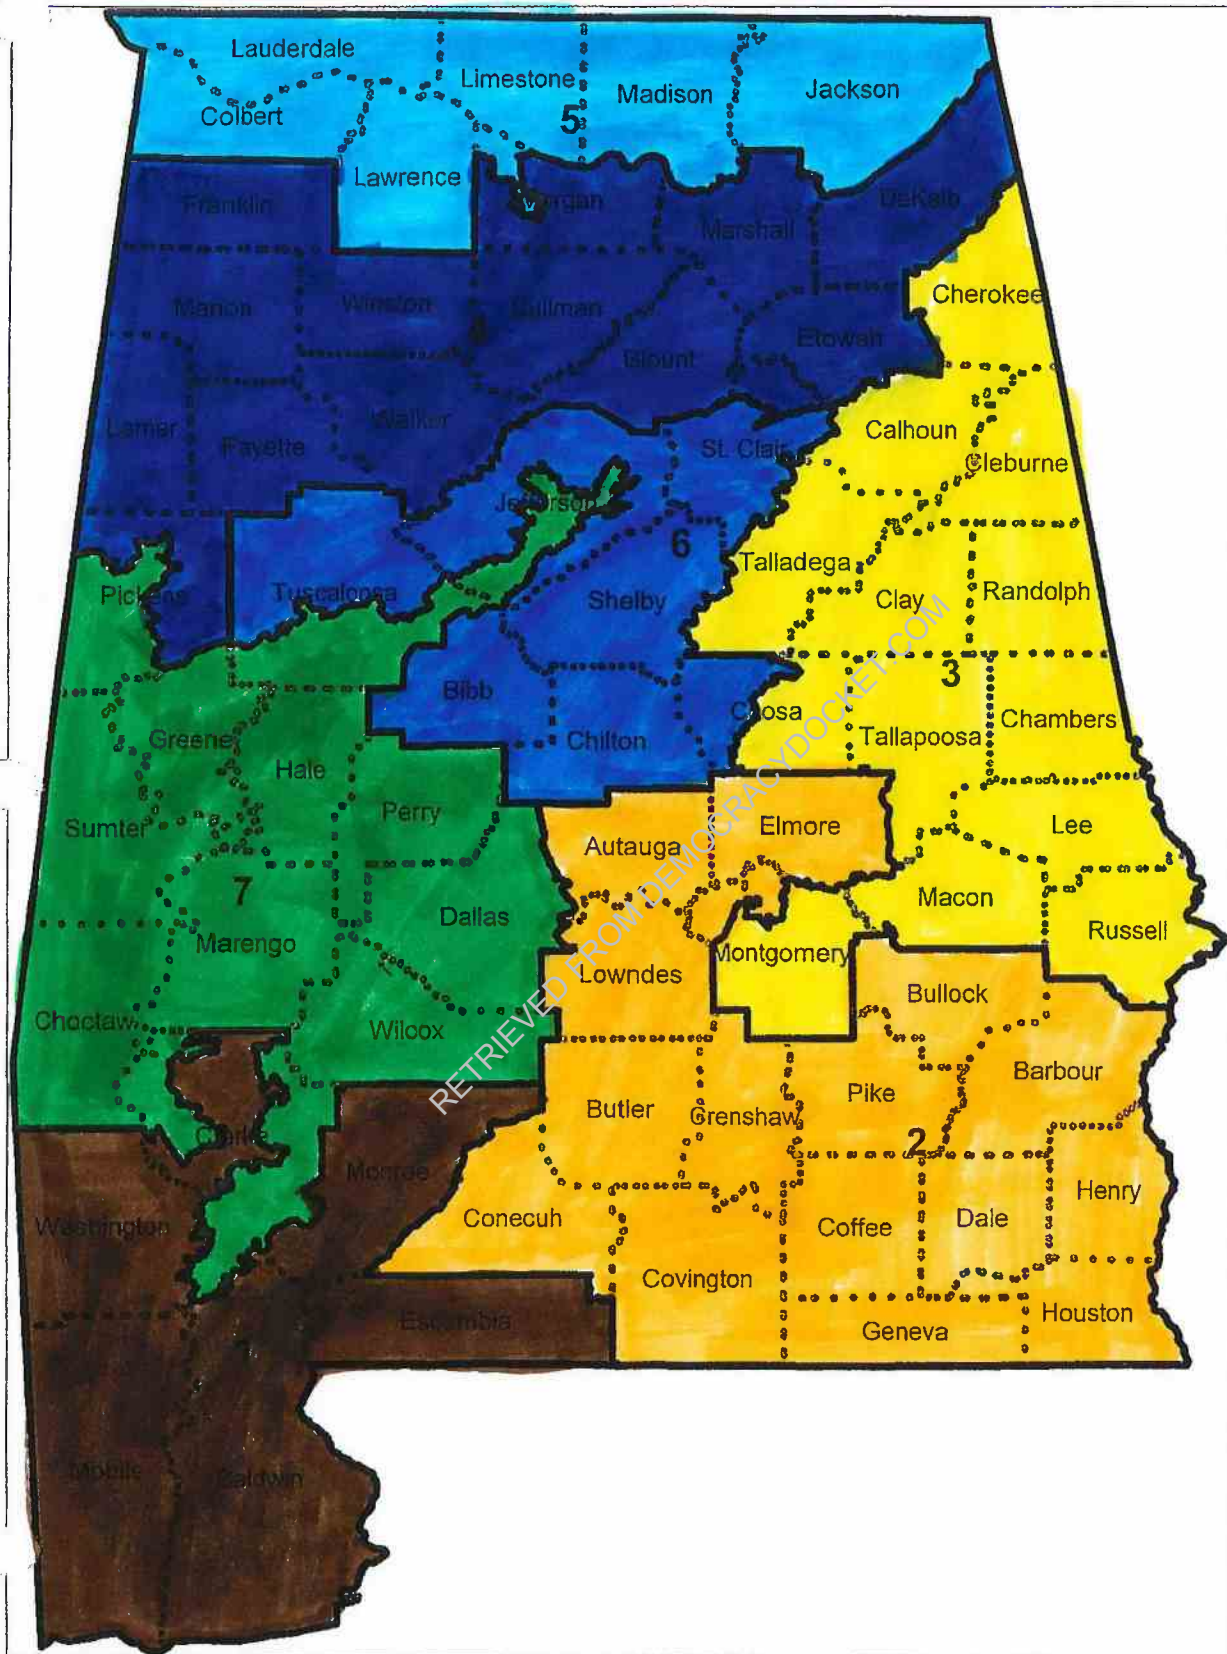 Lauderdale
Limestone
Madison
Jackson
Colbert
5
Lawrence
Franklin
DeKalb
Marshall
Cherokee
Marion
Winston
Cullman
4
Etowah
Blount
Lamar
Walker
Fayette
Calhoun
St. Clair
Cleburne
Jefferson
6
Talladega
Pickens
Tuscaloosa
Shelby
Clay
Randolph
3
Bibb
Coosa
Chambers
Greene
Chilton
Tallapoosa
Hale
Perry
Sumter
Elmore
Lee
Autauga
7
Dallas
Macon
Marengo
Russell
Montgomery
Lowndes
Bullock
Choctaw
Wilcox
Barbour
Pike
Butler
Crenshaw
Clarke
2
Monroe
Henry
Washington
Conecuh
Coffee
Dale
Covington
Escambia
Houston
Geneva
Mobile
Baldwin
RETRIEVED FROM DEMOCRACYDOCKET.COM